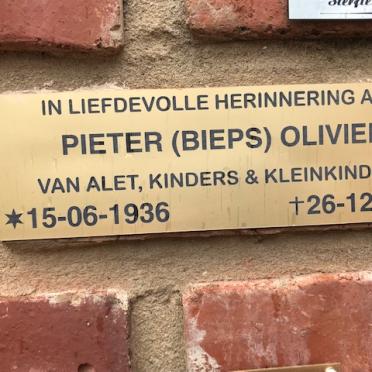 IN LIEFDEVOLLE HERINNERING A
PIETER (BIEPS) OLIVIE
VAN ALET, KINDERS & KLEINKIND
✶15-06-1936 †26-12